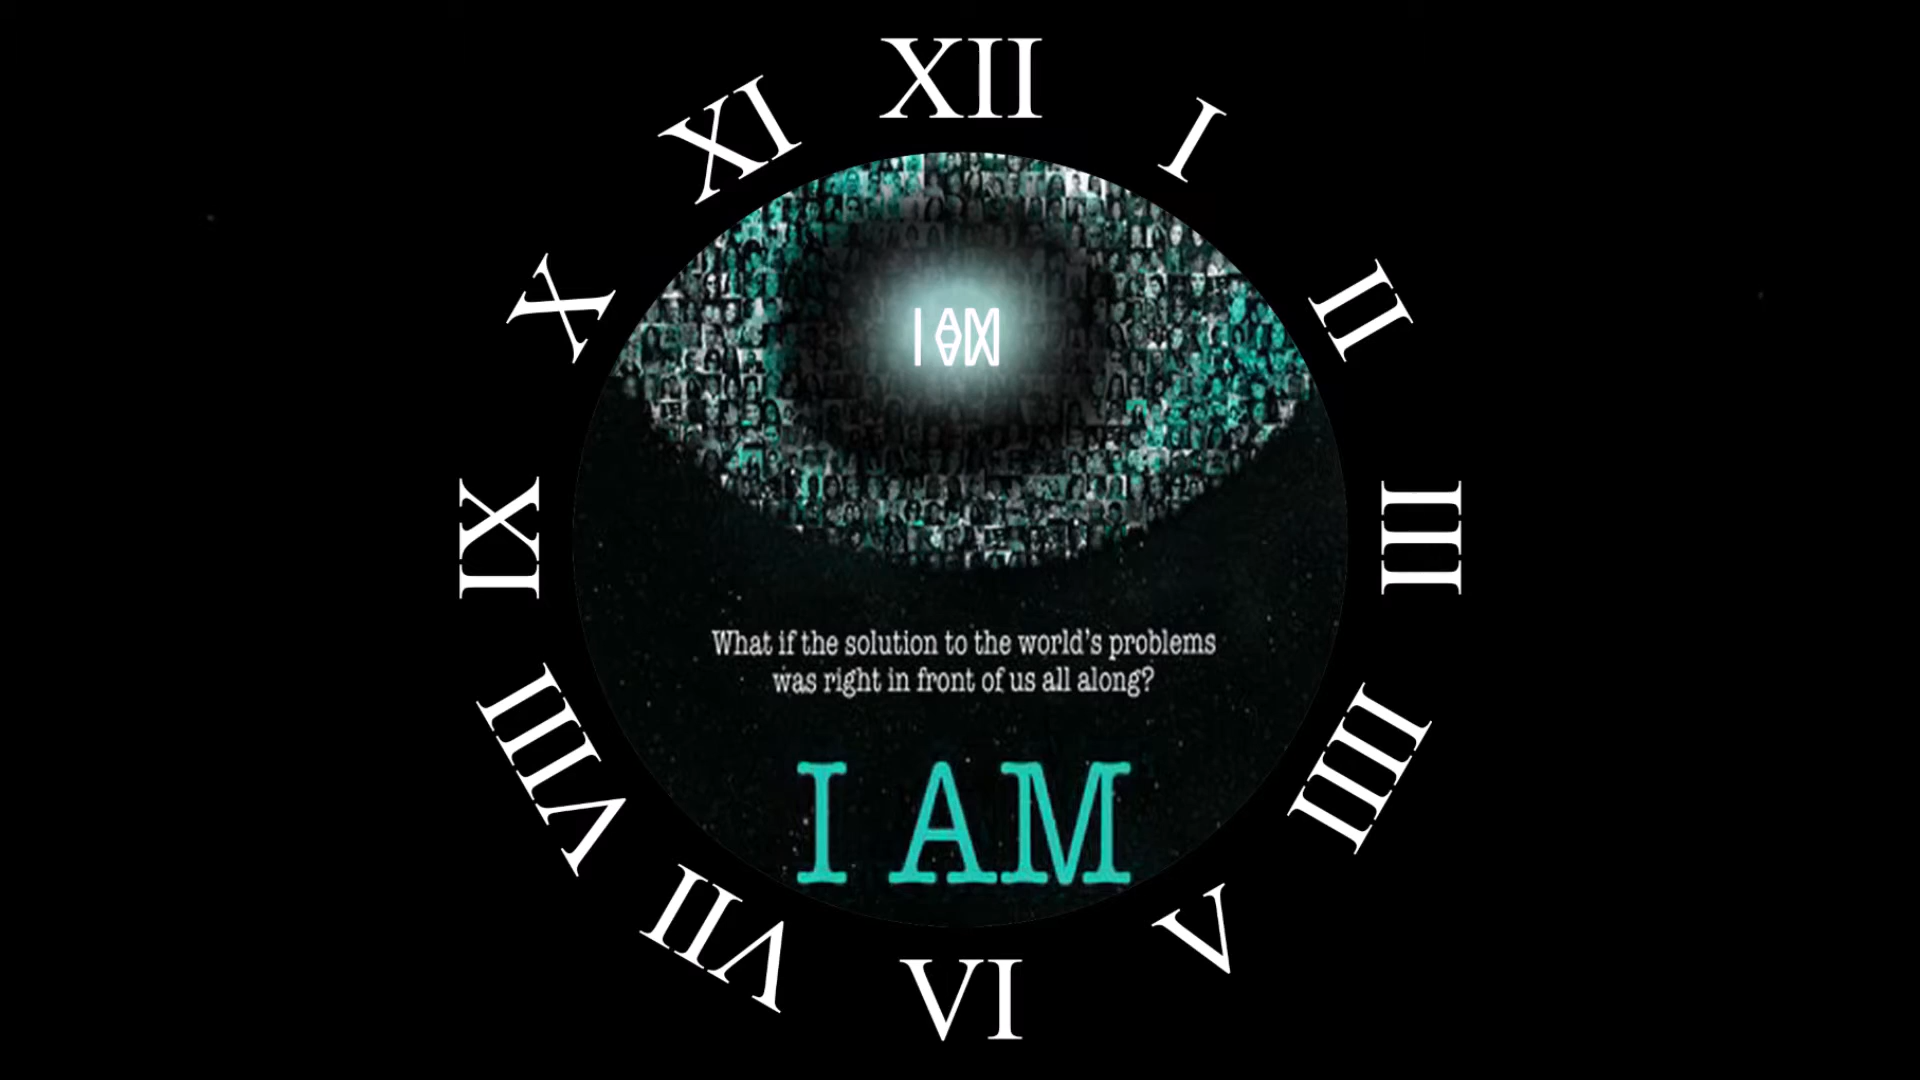 XII
I
II
III
IIII
V
VI
VII
VIII
IX
X
XI
I AM
What if the solution to the world's problems
was right in front of us all along?
I AM